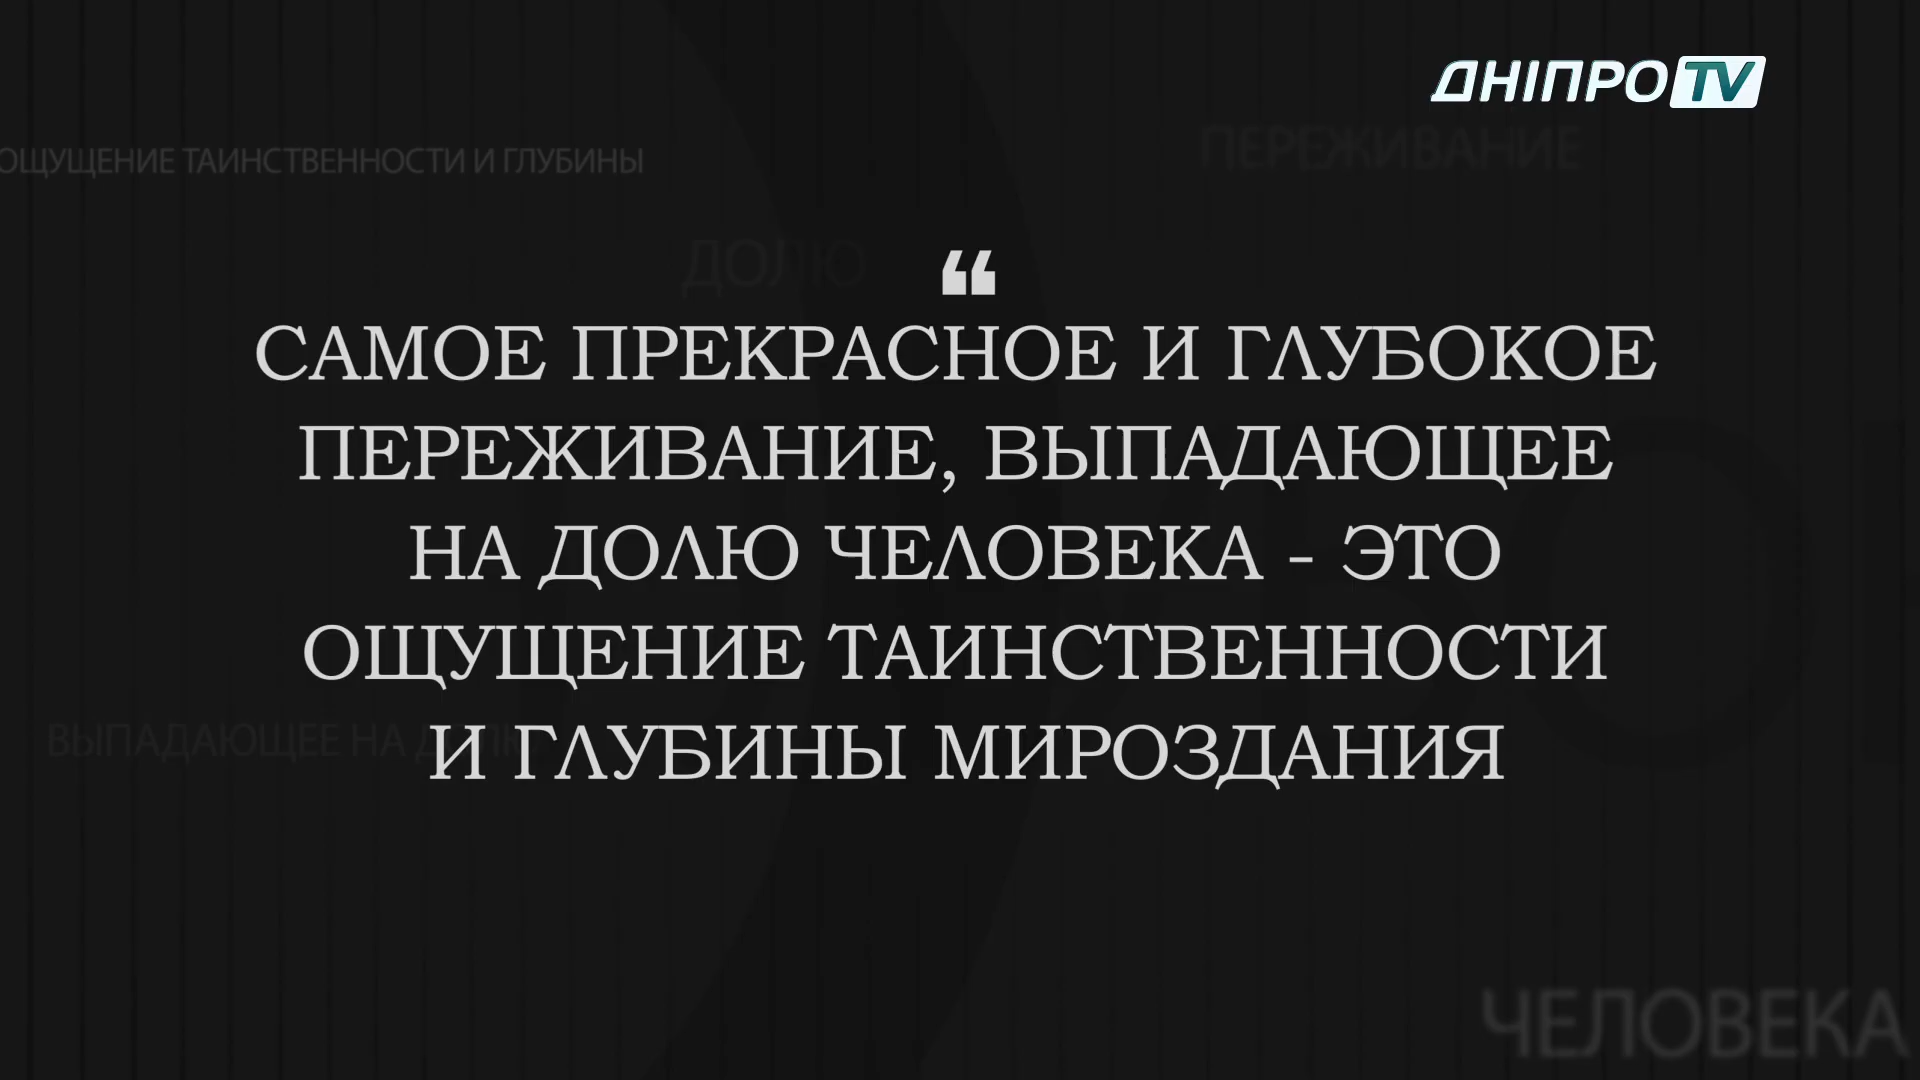 ДНІПРО TV
ОЩУЩЕНИЕ ТАИНСТВЕННОСТИ И ГЛУБИНЫ
ПЕРЕЖИВАНИЕ
ДОЛЮ
❝
САМОЕ ПРЕКРАСНОЕ И ГЛУБОКОЕ
ПЕРЕЖИВАНИЕ, ВЫПАДАЮЩЕЕ
НА ДОЛЮ ЧЕЛОВЕКА - ЭТО
ОЩУЩЕНИЕ ТАИНСТВЕННОСТИ
И ГЛУБИНЫ МИРОЗДАНИЯ
ВЫПАДАЮЩЕЕ НА ДОЛЮ
ЧЕЛОВЕКА